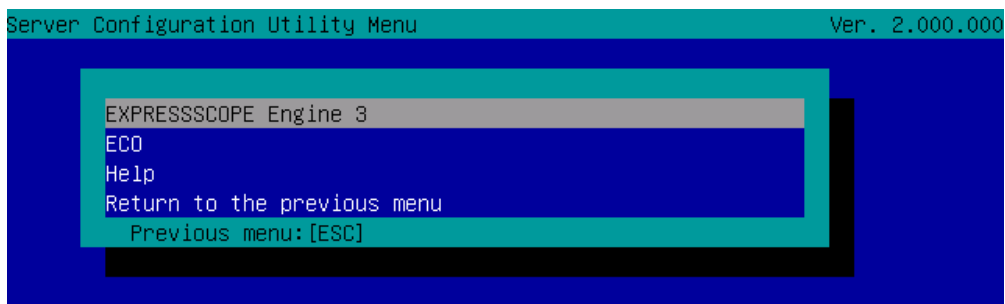 Server Configuration Utility Menu Ver. 2.000.000
EXPRESSSCOPE Engine 3
ECO
Help
Return to the previous menu
Previous menu:[ESC]